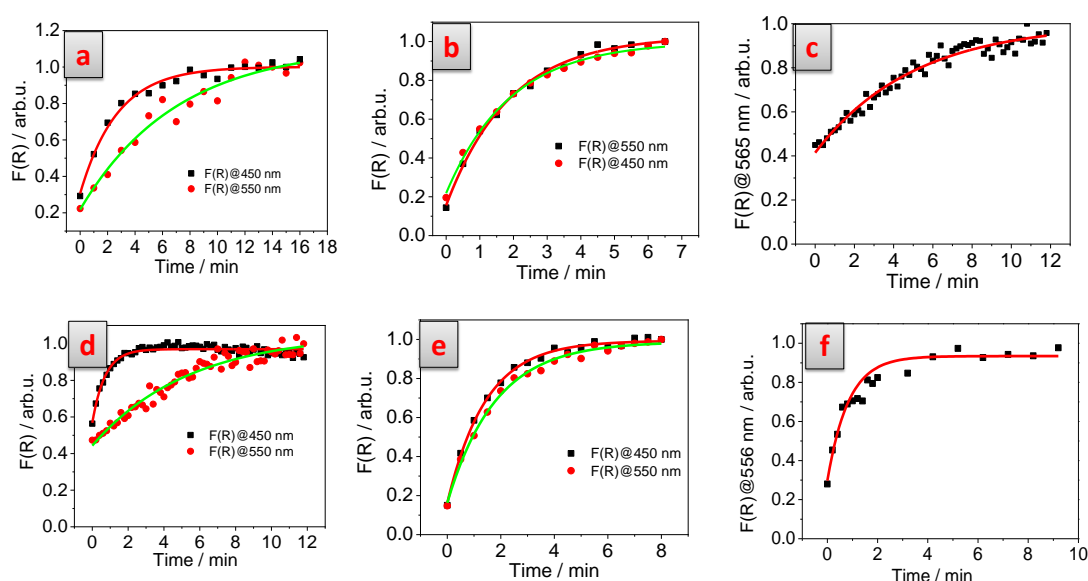 a
1.2
1.0
0.8
0.6
0.4
0.2
F(R) / arb.u.
F(R)@450 nm
F(R)@550 nm
0 2 4 6 8 10 12 14 16 18
Time / min
b
1.0
0.8
0.6
0.4
0.2
0.0
F(R) / arb.u.
F(R)@550 nm
F(R)@450 nm
0 1 2 3 4 5 6 7
Time / min
c
1.0
0.8
0.6
0.4
0.2
0.0
F(R)@565 nm / arb.u.
0 2 4 6 8 10 12
Time / min
d
1.0
0.8
0.6
0.4
0.2
0.0
F(R) / arb.u.
F(R)@450 nm
F(R)@550 nm
0 2 4 6 8 10 12
Time / min
e
1.0
0.8
0.6
0.4
0.2
0.0
F(R) / arb.u.
F(R)@450 nm
F(R)@550 nm
0 2 4 6 8
Time / min
f
1.0
0.8
0.6
0.4
0.2
0.0
F(R)@556 nm / arb.u.
0 2 4 6 8 10
Time / min